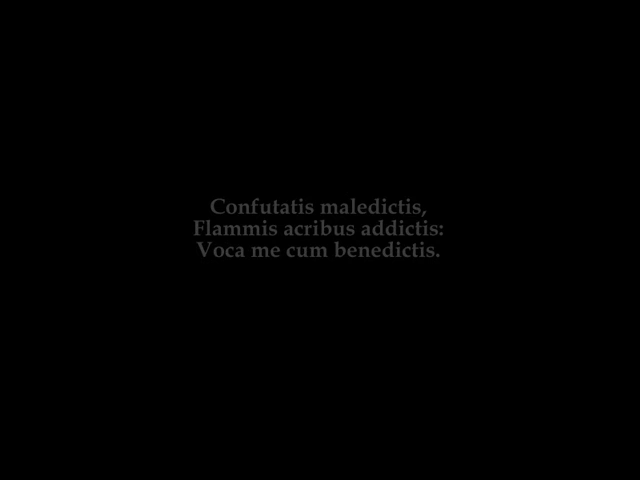 Confutatis maledictis,
Flammis acribus addictis:
Voca me cum benedictis.